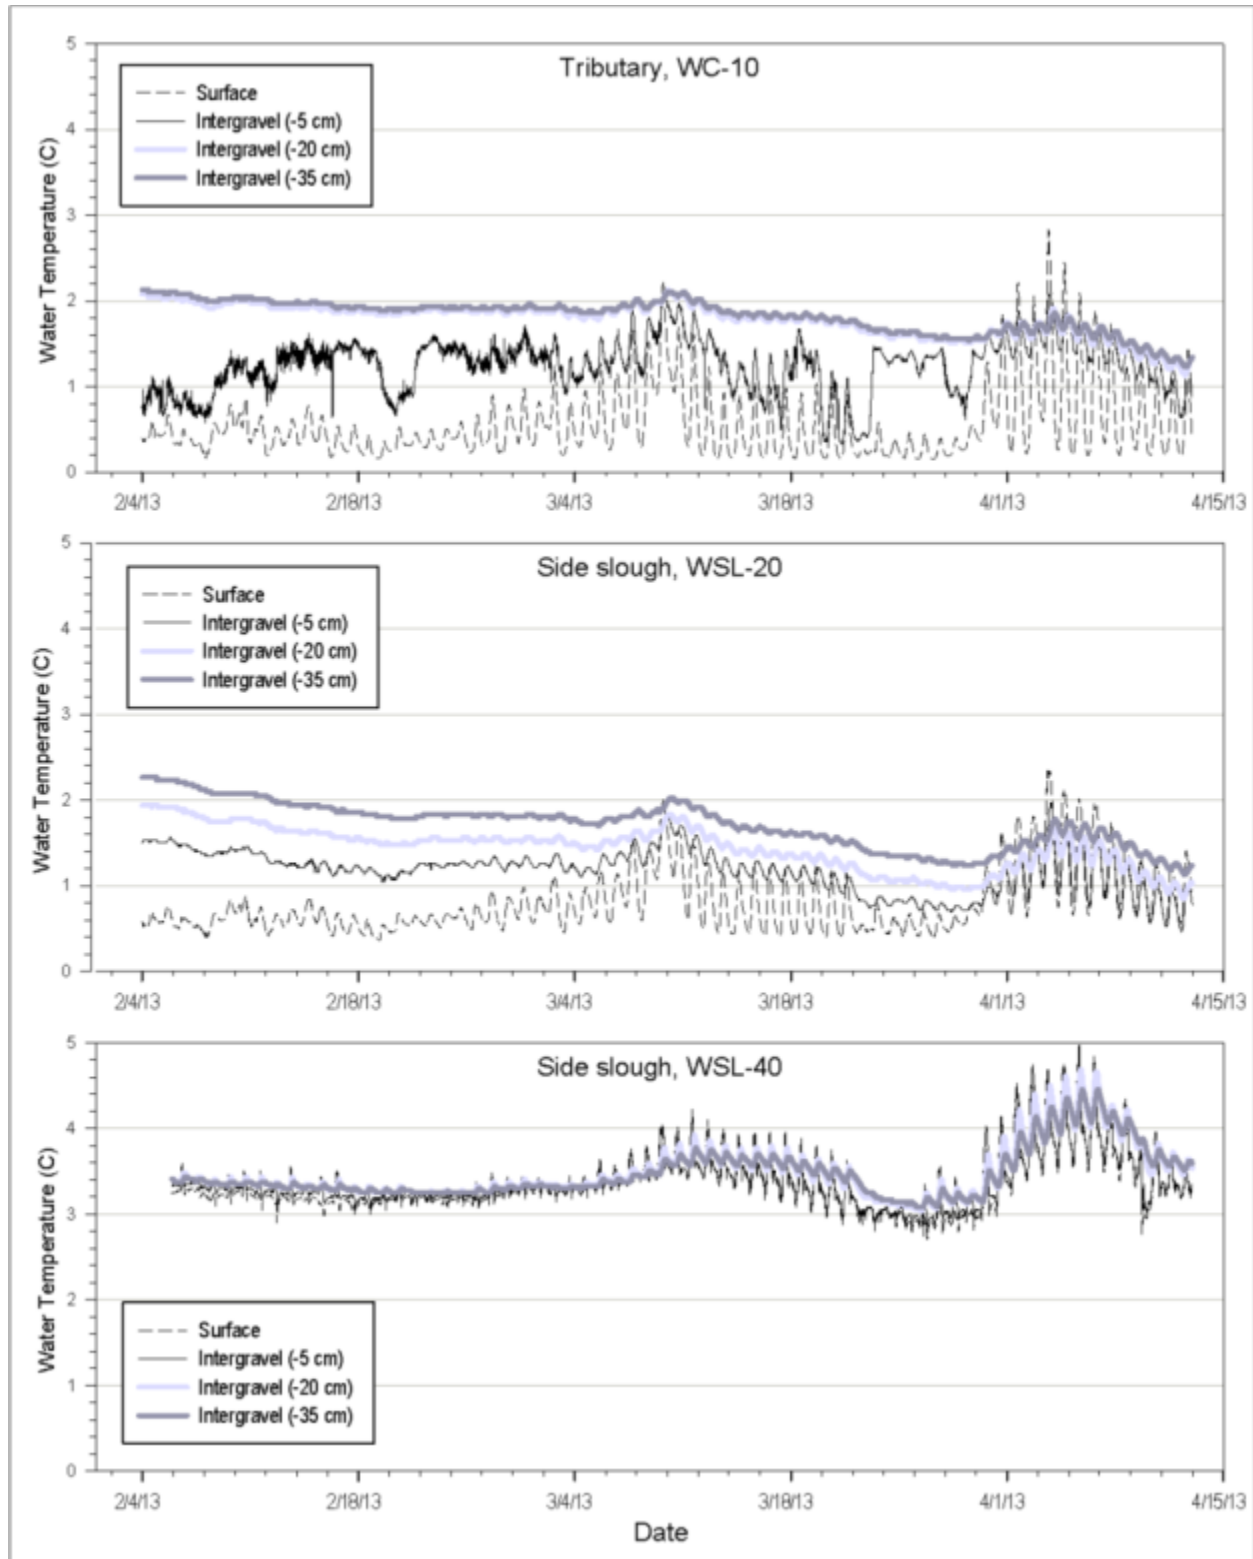 Tributary, WC-10
Surface
Intergravel (-5 cm)
Intergravel (-20 cm)
Intergravel (-35 cm)
Water Temperature (C)
5
4
3
2
1
0
2/4/13 2/18/13 3/4/13 3/18/13 4/1/13 4/15/13
Side slough, WSL-20
Surface
Intergravel (-5 cm)
Intergravel (-20 cm)
Intergravel (-35 cm)
Water Temperature (C)
5
4
3
2
1
0
2/4/13 2/18/13 3/4/13 3/18/13 4/1/13 4/15/13
Side slough, WSL-40
Surface
Intergravel (-5 cm)
Intergravel (-20 cm)
Intergravel (-35 cm)
Water Temperature (C)
5
4
3
2
1
0
2/4/13 2/18/13 3/4/13 3/18/13 4/1/13 4/15/13
Date